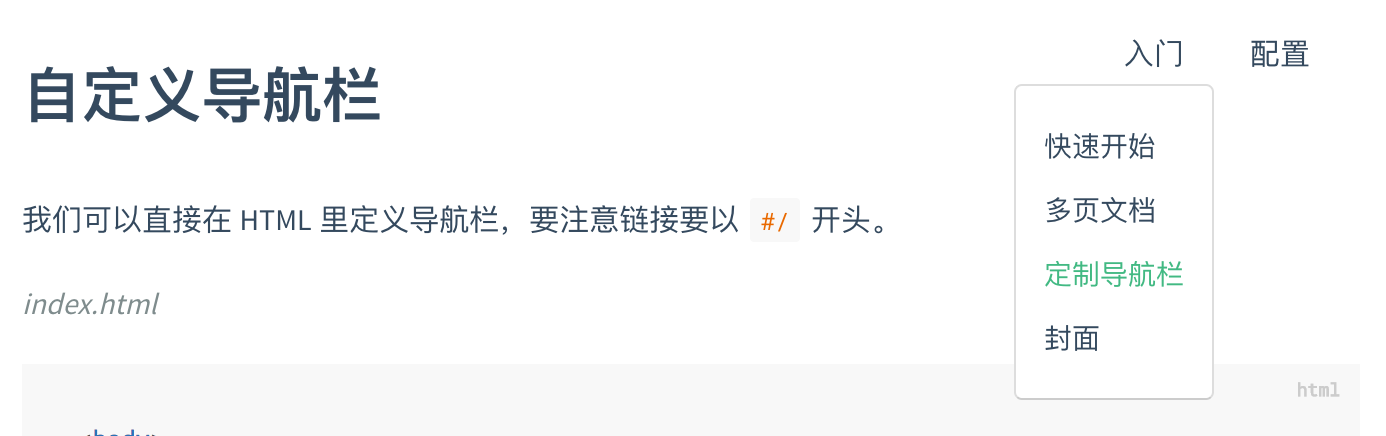 入门 配置
自定义导航栏
快速开始
多页文档
定制导航栏
封面
我们可以直接在 HTML 里定义导航栏，要注意链接要以 #/ 开头。
index.html
html
<body>